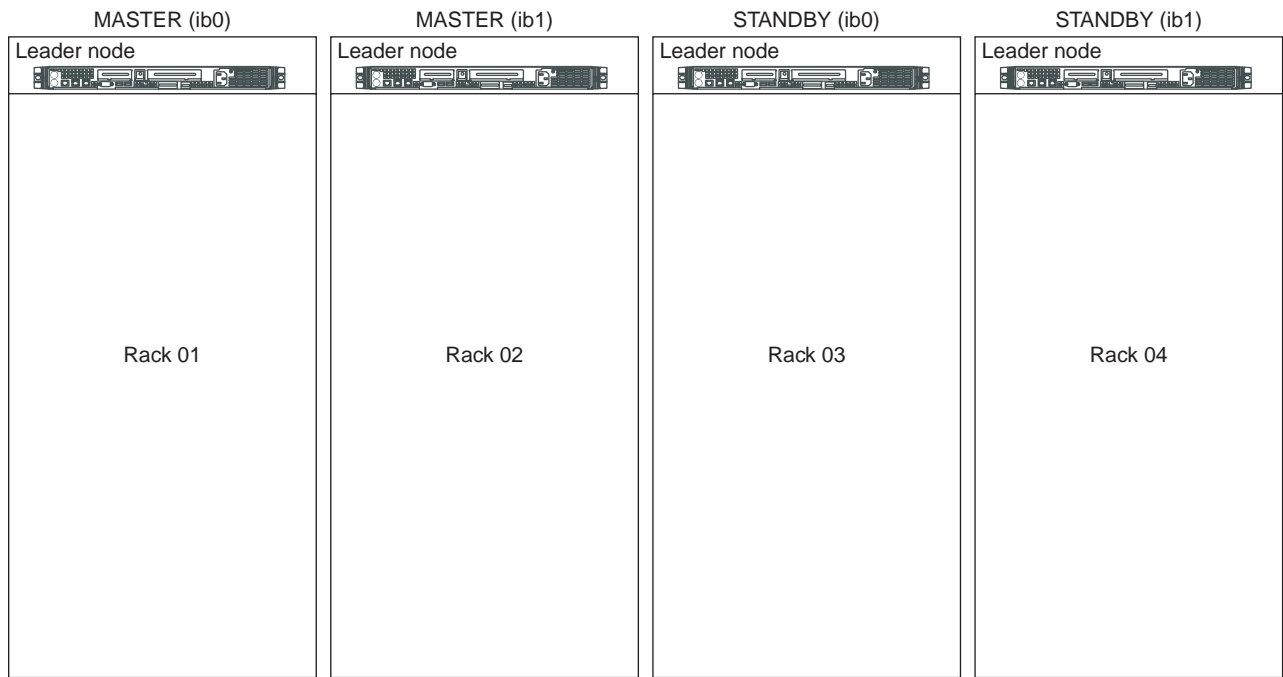 MASTER (ib0)
MASTER (ib1)
STANDBY (ib0)
STANDBY (ib1)
Leader node
Leader node
Leader node
Leader node
Rack 01
Rack 02
Rack 03
Rack 04